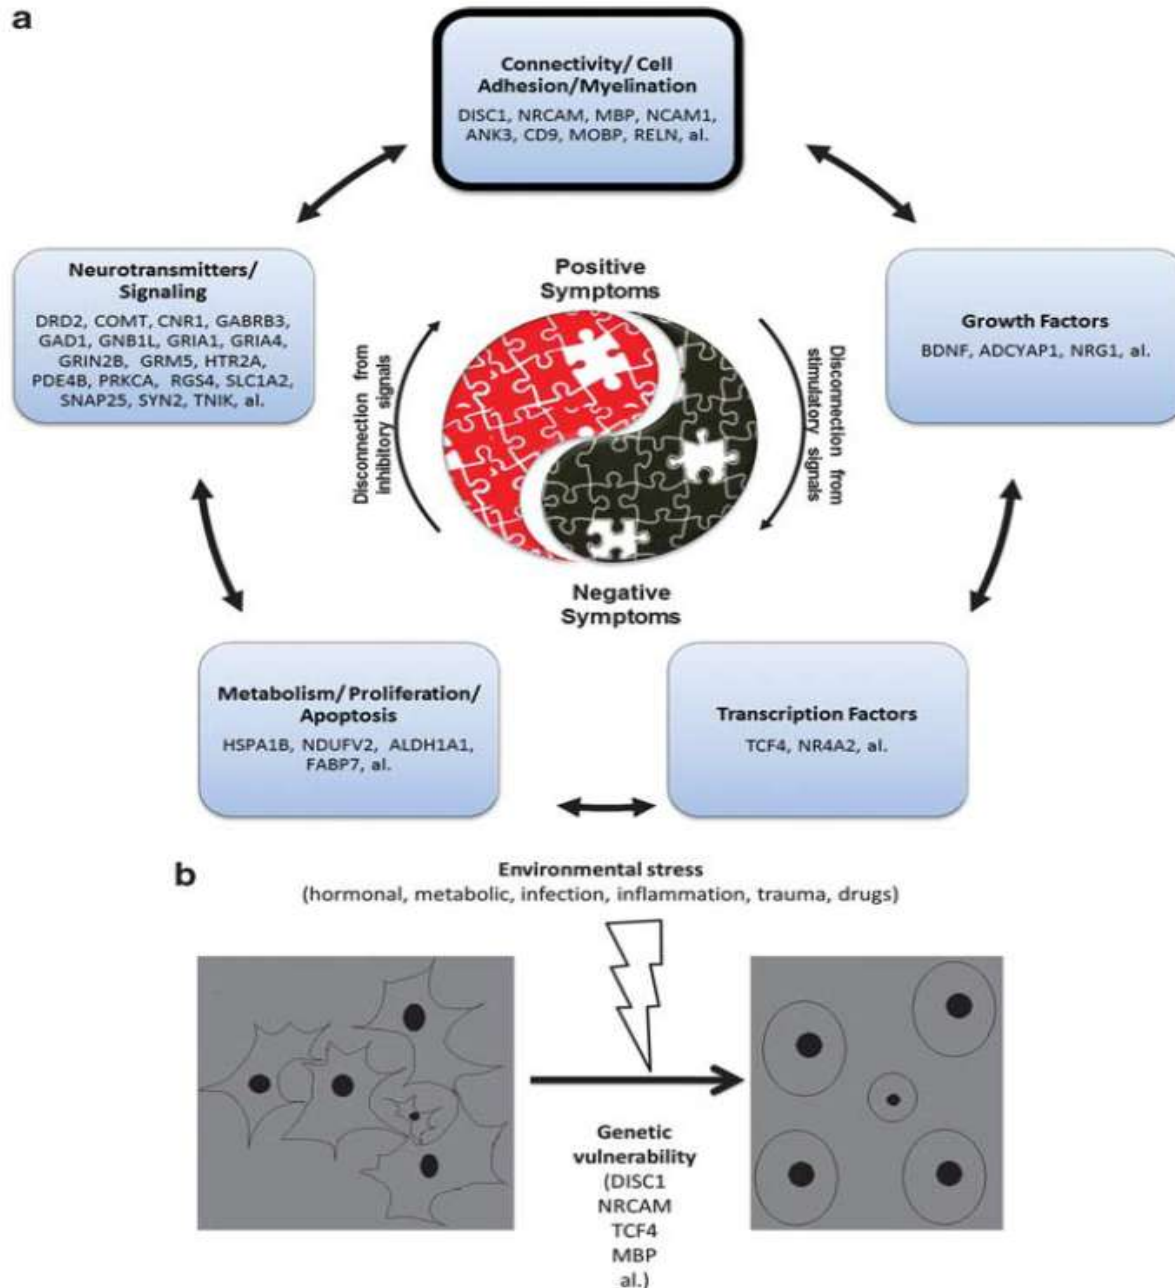 a
Connectivity/ Cell
Adhesion/Myelination
DISC1, NRCAM, MBP, NCAM1,
ANK3, CD9, MOBP, RELN, al.
Neurotransmitters/
Signaling
DRD2, COMT, CNR1, GABRB3,
GAD1, GNB1L, GRIA1, GRIA4,
GRIN2B, GRM5, HTR2A,
PDE4B, PRKCA, RGS4, SLC1A2,
SNAP25, SYN2, TNIK, al.
Positive
Symptoms
Growth Factors
BDNF, ADCYAP1, NRG1, al.
Disconnection from
inhibitory signals
Disconnection from
stimulatory signals
Negative
Symptoms
Metabolism/ Proliferation/
Apoptosis
HSPA1B, NDUFV2, ALDH1A1,
FABP7, al.
Transcription Factors
TCF4, NR4A2, al.
b
Environmental stress
(hormonal, metabolic, infection, inflammation, trauma, drugs)
Genetic
vulnerability
(DISC1
NRCAM
TCF4
MBP
al.)